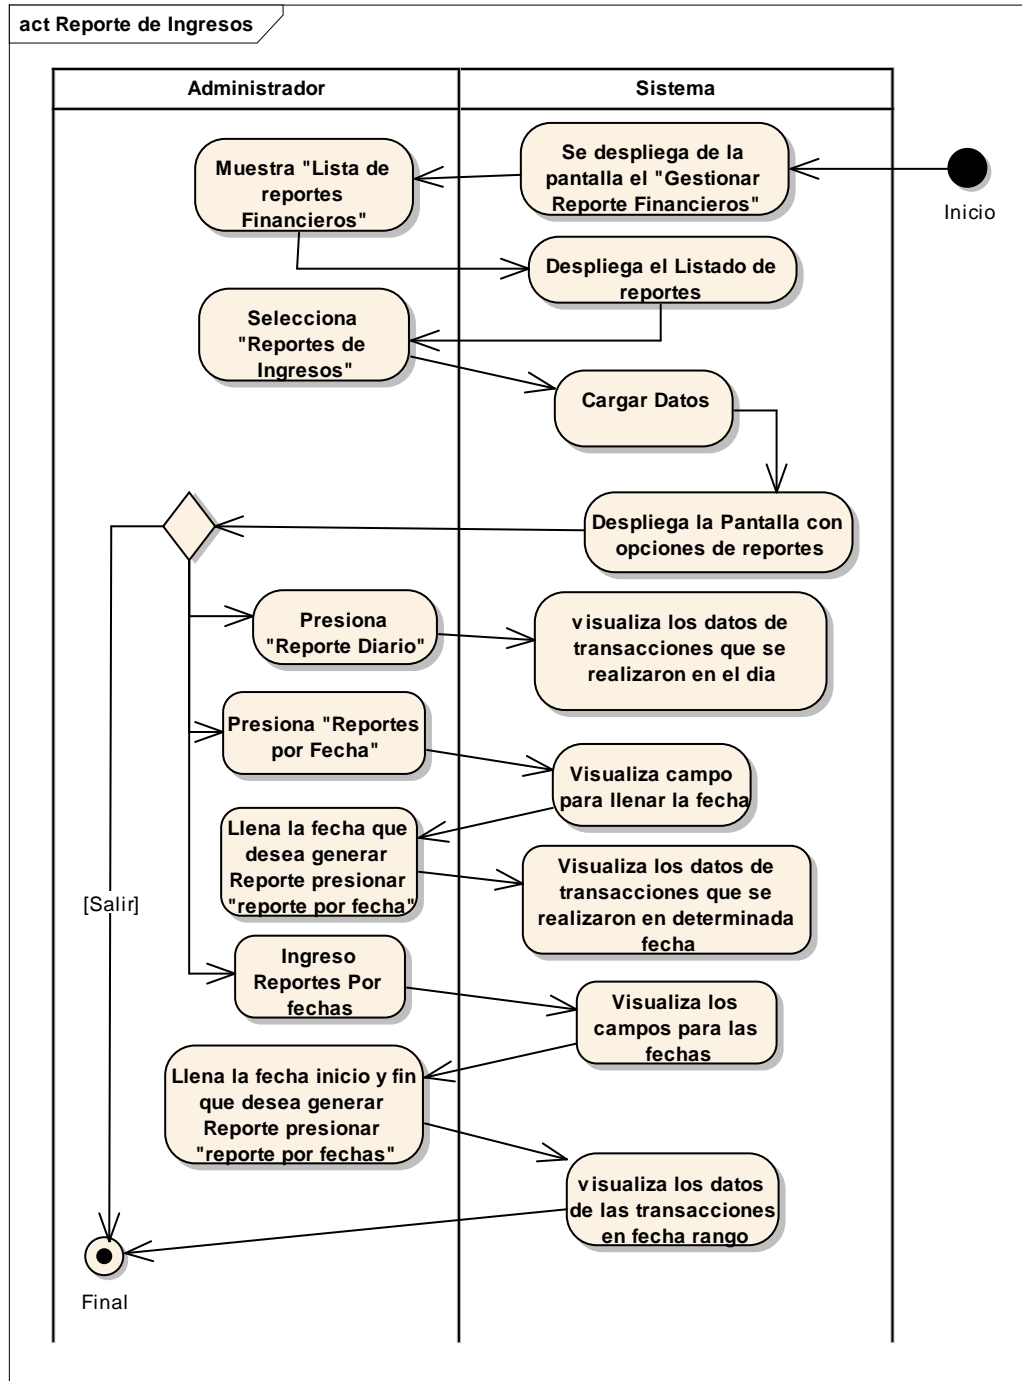 act Reporte de Ingresos
Administrador
Sistema
Se despliega de la
pantalla el "Gestionar
Reporte Financieros"
Inicio
Muestra "Lista de
reportes
Financieros"
Despliega el Listado de
reportes
Selecciona
"Reportes de
Ingresos"
Cargar Datos
Despliega la Pantalla con
opciones de reportes
Presiona
"Reporte Diario"
visualiza los datos de
transacciones que se
realizaron en el dia
Presiona "Reportes
por Fecha"
Visualiza campo
para llenar la fecha
Llena la fecha que
desea generar
Reporte presionar
"reporte por fecha"
Visualiza los datos de
transacciones que se
realizaron en determinada
fecha
[Salir]
Ingreso
Reportes Por
fechas
Visualiza los
campos para las
fechas
Llena la fecha inicio y fin
que desea generar
Reporte presionar
"reporte por fechas"
visualiza los datos
de las transacciones
en fecha rango
Final